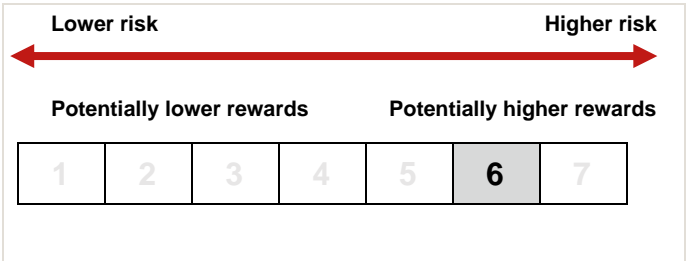 Lower risk Higher risk
Potentially lower rewards Potentially higher rewards
1 2 3 4 5 6 7